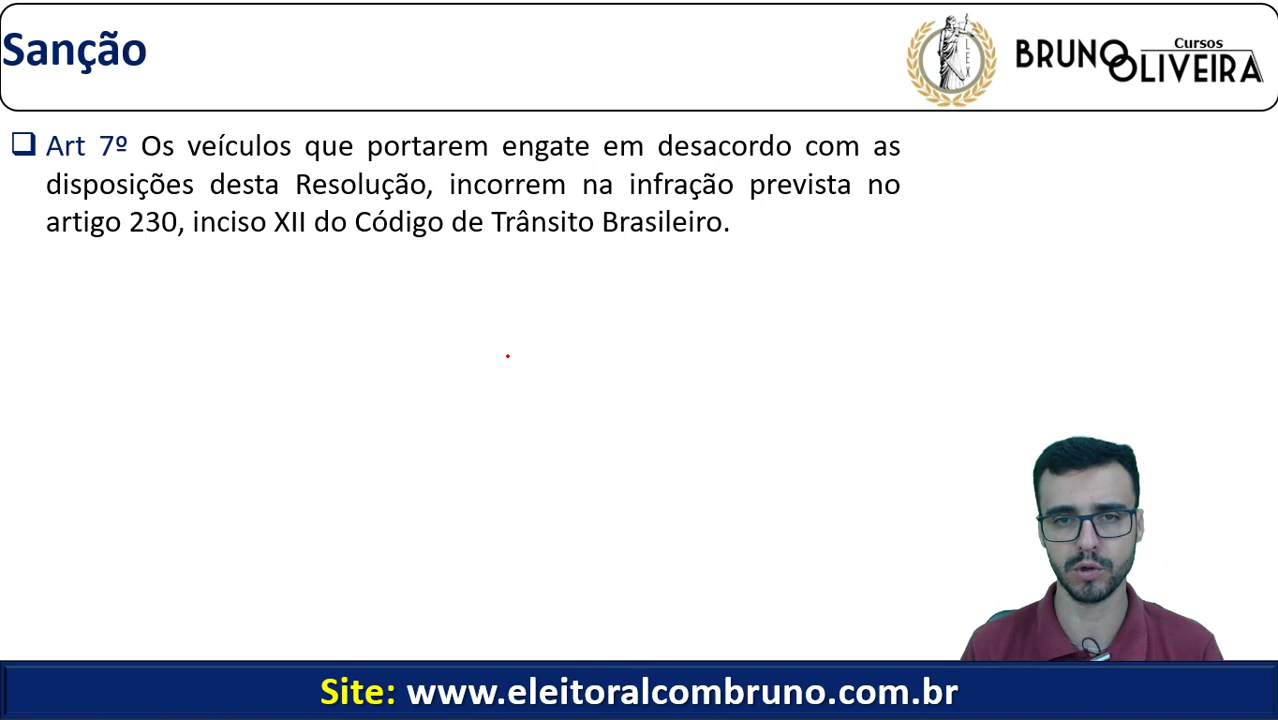 Sanção
LEX
Cursos
BRUNO
OLIVEIRA
Art 7º Os veículos que portarem engate em desacordo com as
disposições desta Resolução, incorrem na infração prevista no
artigo 230, inciso XII do Código de Trânsito Brasileiro.
Site: www.eleitoralcombruno.com.br